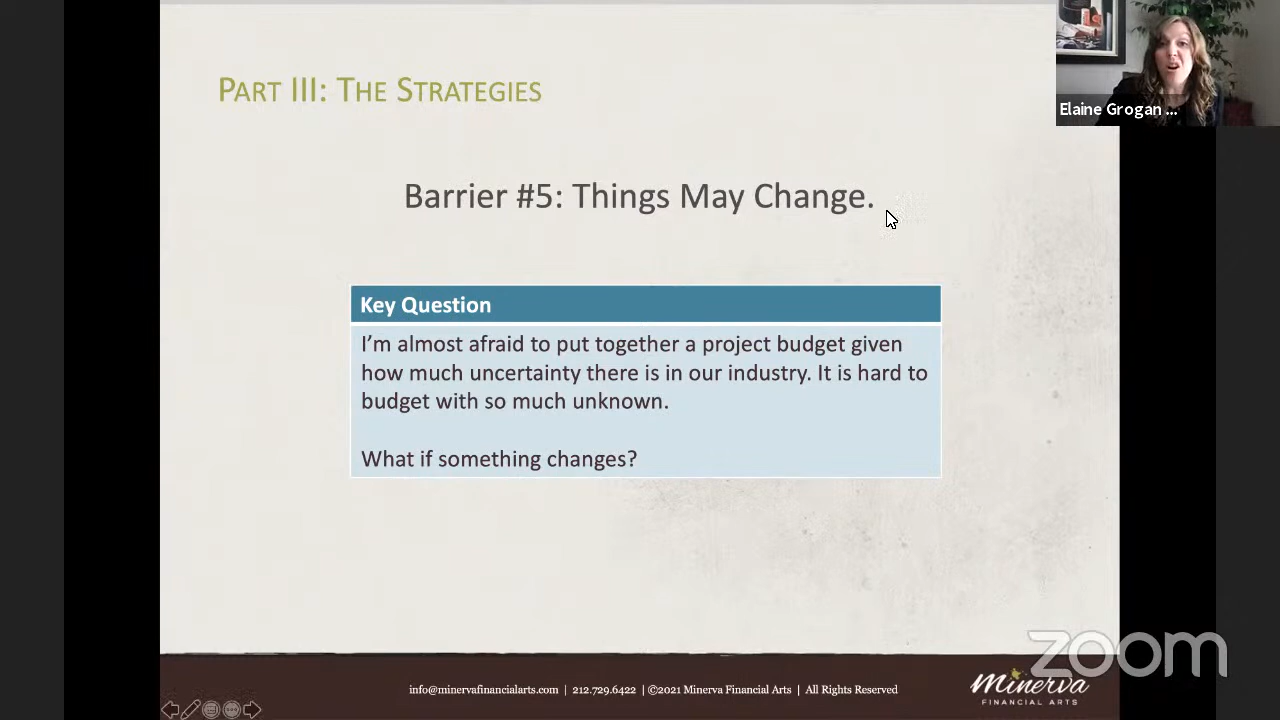 PART III: THE STRATEGIES
Elaine Grogan ...
Barrier #5: Things May Change.
Key Question
I'm almost afraid to put together a project budget given
how much uncertainty there is in our industry. It is hard to
budget with so much unknown.
What if something changes?
zoom
info@minervafinancialarts.com | 212.729.6422 | ©2021 Minerva Financial Arts | All Rights Reserved
Minerva
FINANCIAL ARTS